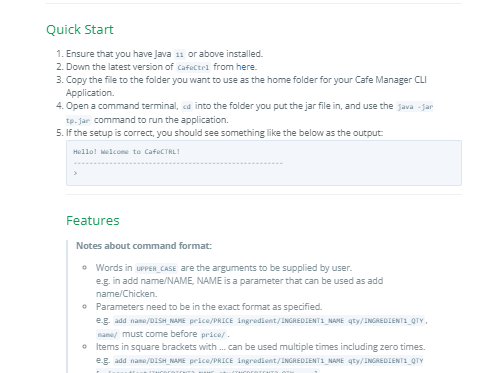 Quick Start
1. Ensure that you have Java 11 or above installed.
2. Down the latest version of CafeCtrl from here.
3. Copy the file to the folder you want to use as the home folder for your Cafe Manager CLI
Application.
4. Open a command terminal, cd into the folder you put the jar file in, and use the java -jar
tp.jar command to run the application.
5. If the setup is correct, you should see something like the below as the output:
Hello! Welcome to CafeCTRL!
-----------------------------------------------------
>
Features
Notes about command format:
Words in UPPER_CASE are the arguments to be supplied by user.
e.g. in add name/NAME, NAME is a parameter that can be used as add
name/Chicken.
Parameters need to be in the exact format as specified.
e.g. add name/DISH_NAME price/PRICE ingredient/INGREDIENT1_NAME qty/INGREDIENT1_QTY,
name/ must come before price/.
Items in square brackets with … can be used multiple times including zero times.
e.g. add name/DISH_NAME price/PRICE ingredient/INGREDIENT1_NAME qty/INGREDIENT1_QTY